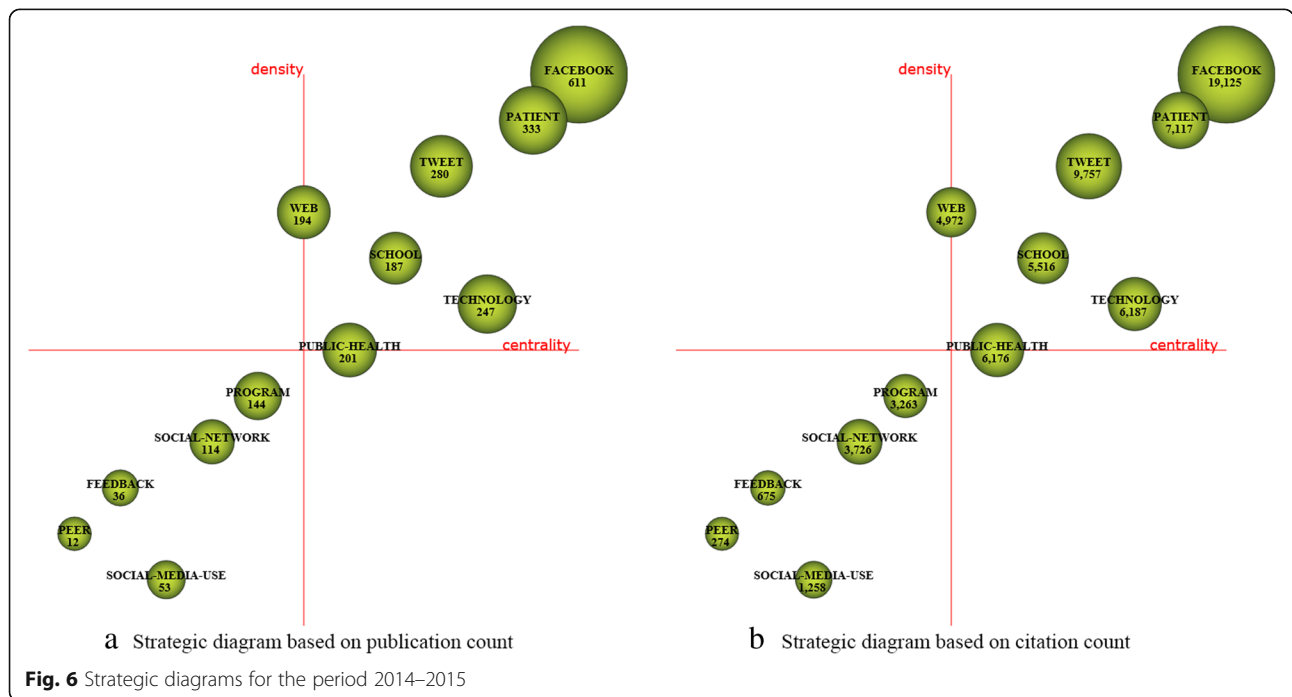 density
FACEBOOK
611
PATIENT
333
TWEET
280
WEB
194
SCHOOL
187
TECHNOLOGY
247
PUBLIC-HEALTH
201
centrality
PROGRAM
144
SOCIAL-NETWORK
114
FEEDBACK
36
PEER
12
SOCIAL-MEDIA-USE
53
a Strategic diagram based on publication count
density
FACEBOOK
19,125
PATIENT
7,117
TWEET
9,757
WEB
4,972
SCHOOL
5,516
TECHNOLOGY
6,187
PUBLIC-HEALTH
6,176
centrality
PROGRAM
3,263
SOCIAL-NETWORK
3,726
FEEDBACK
675
PEER
274
SOCIAL-MEDIA-USE
1,258
b Strategic diagram based on citation count
Fig. 6 Strategic diagrams for the period 2014–2015